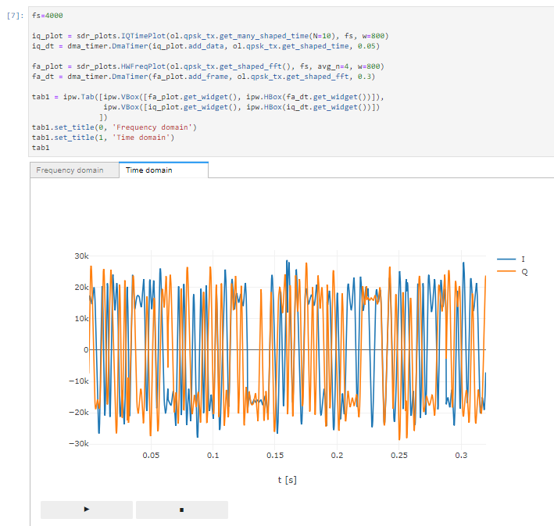 [7]: fs=4000
iq_plot = sdr_plots.IQTimePlot(ol.qpsk_tx.get_many_shaped_time(N=10), fs, w=800)
iq_dt = dma_timer.DmaTimer(iq_plot.add_data, ol.qpsk_tx.get_shaped_time, 0.05)
fa_plot = sdr_plots.HWFreqPlot(ol.qpsk_tx.get_shaped_fft(), fs, avg_n=4, w=800)
fa_dt = dma_timer.DmaTimer(fa_plot.add_frame, ol.qpsk_tx.get_shaped_fft, 0.3)
tab1 = ipw.Tab([ipw.VBox([fa_plot.get_widget(), ipw.HBox(fa_dt.get_widget())]),
ipw.VBox([iq_plot.get_widget(), ipw.HBox(iq_dt.get_widget())])
])
tab1.set_title(0, 'Frequency domain')
tab1.set_title(1, 'Time domain')
tab1
Frequency domain Time domain
30k
20k
10k
0
−10k
−20k
−30k
0.05 0.1 0.15 0.2 0.25 0.3
t [s]
I
Q